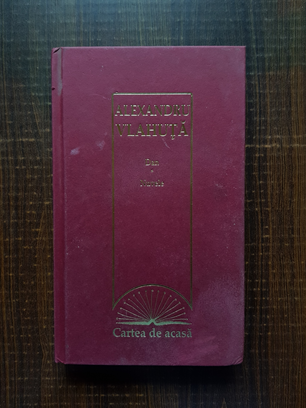 ALEXANDRU
VLAHUȚĂ
Dan
Nuvele
Cartea de acasă